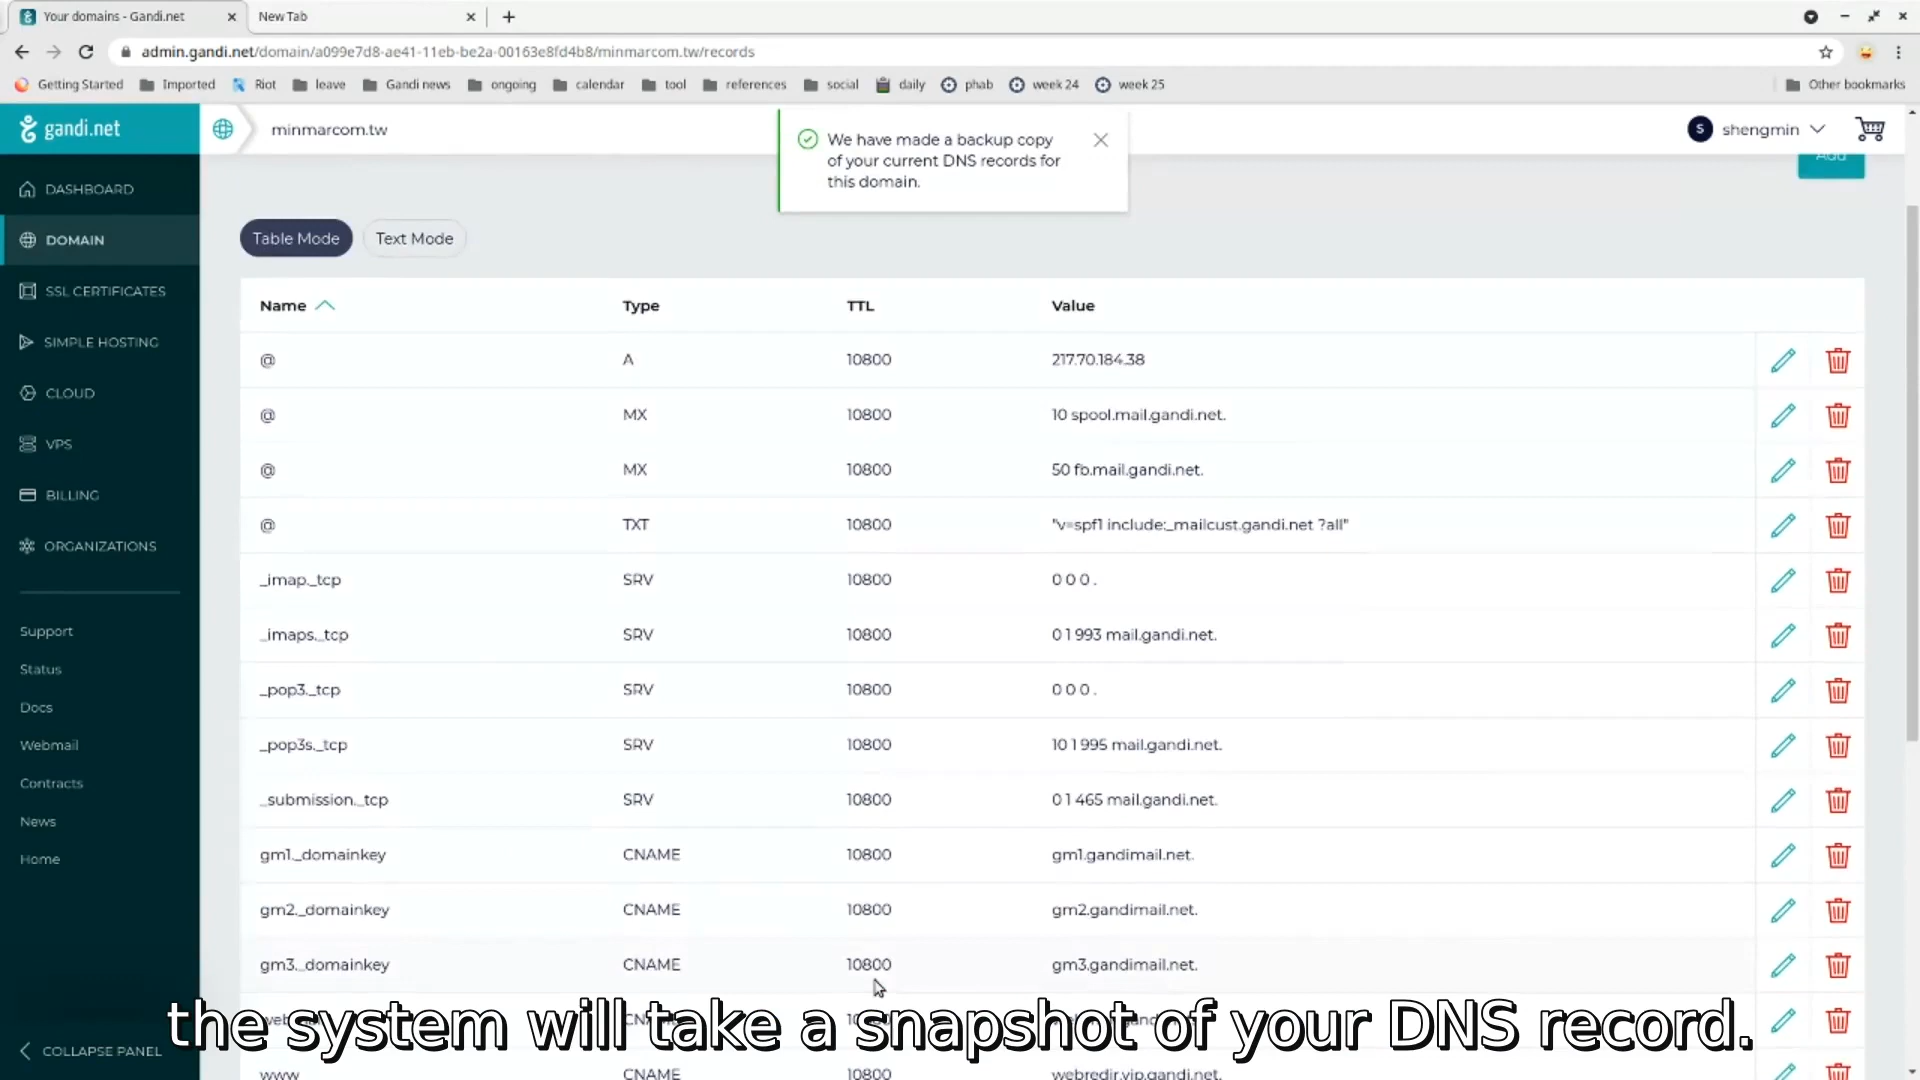 Your domains - Gandi.net
New Tab
admin.gandi.net/domain/a099e7d8-ae41-11eb-be2a-00163e8fd4b8/minmarcom.tw/records
Getting Started Imported Riot leave Gandi news ongoing calendar tool references social daily phab week 24 week 25 Other bookmarks
gandi.net
minmarcom.tw
We have made a backup copy
of your current DNS records for
this domain.
S shengmin
Add
DASHBOARD
DOMAIN
SSL CERTIFICATES
SIMPLE HOSTING
CLOUD
VPS
BILLING
ORGANIZATIONS
Support
Status
Docs
Webmail
Contracts
News
Home
COLLAPSE PANEL
Table Mode Text Mode
Name Type TTL Value
@ A 10800 217.70.184.38
@ MX 10800 10 spool.mail.gandi.net.
@ MX 10800 50 fb.mail.gandi.net.
@ TXT 10800 "v=spf1 include:_mailcust.gandi.net ?all"
_imap._tcp SRV 10800 0 0 0 .
_imaps._tcp SRV 10800 0 1 993 mail.gandi.net.
_pop3._tcp SRV 10800 0 0 0 .
_pop3s._tcp SRV 10800 10 1 995 mail.gandi.net.
_submission._tcp SRV 10800 0 1 465 mail.gandi.net.
gm1._domainkey CNAME 10800 gm1.gandimail.net.
gm2._domainkey CNAME 10800 gm2.gandimail.net.
gm3._domainkey CNAME 10800 gm3.gandimail.net.
the system will take a snapshot of your DNS record.
www CNAME 10800 webredir.vip.gandi.net.